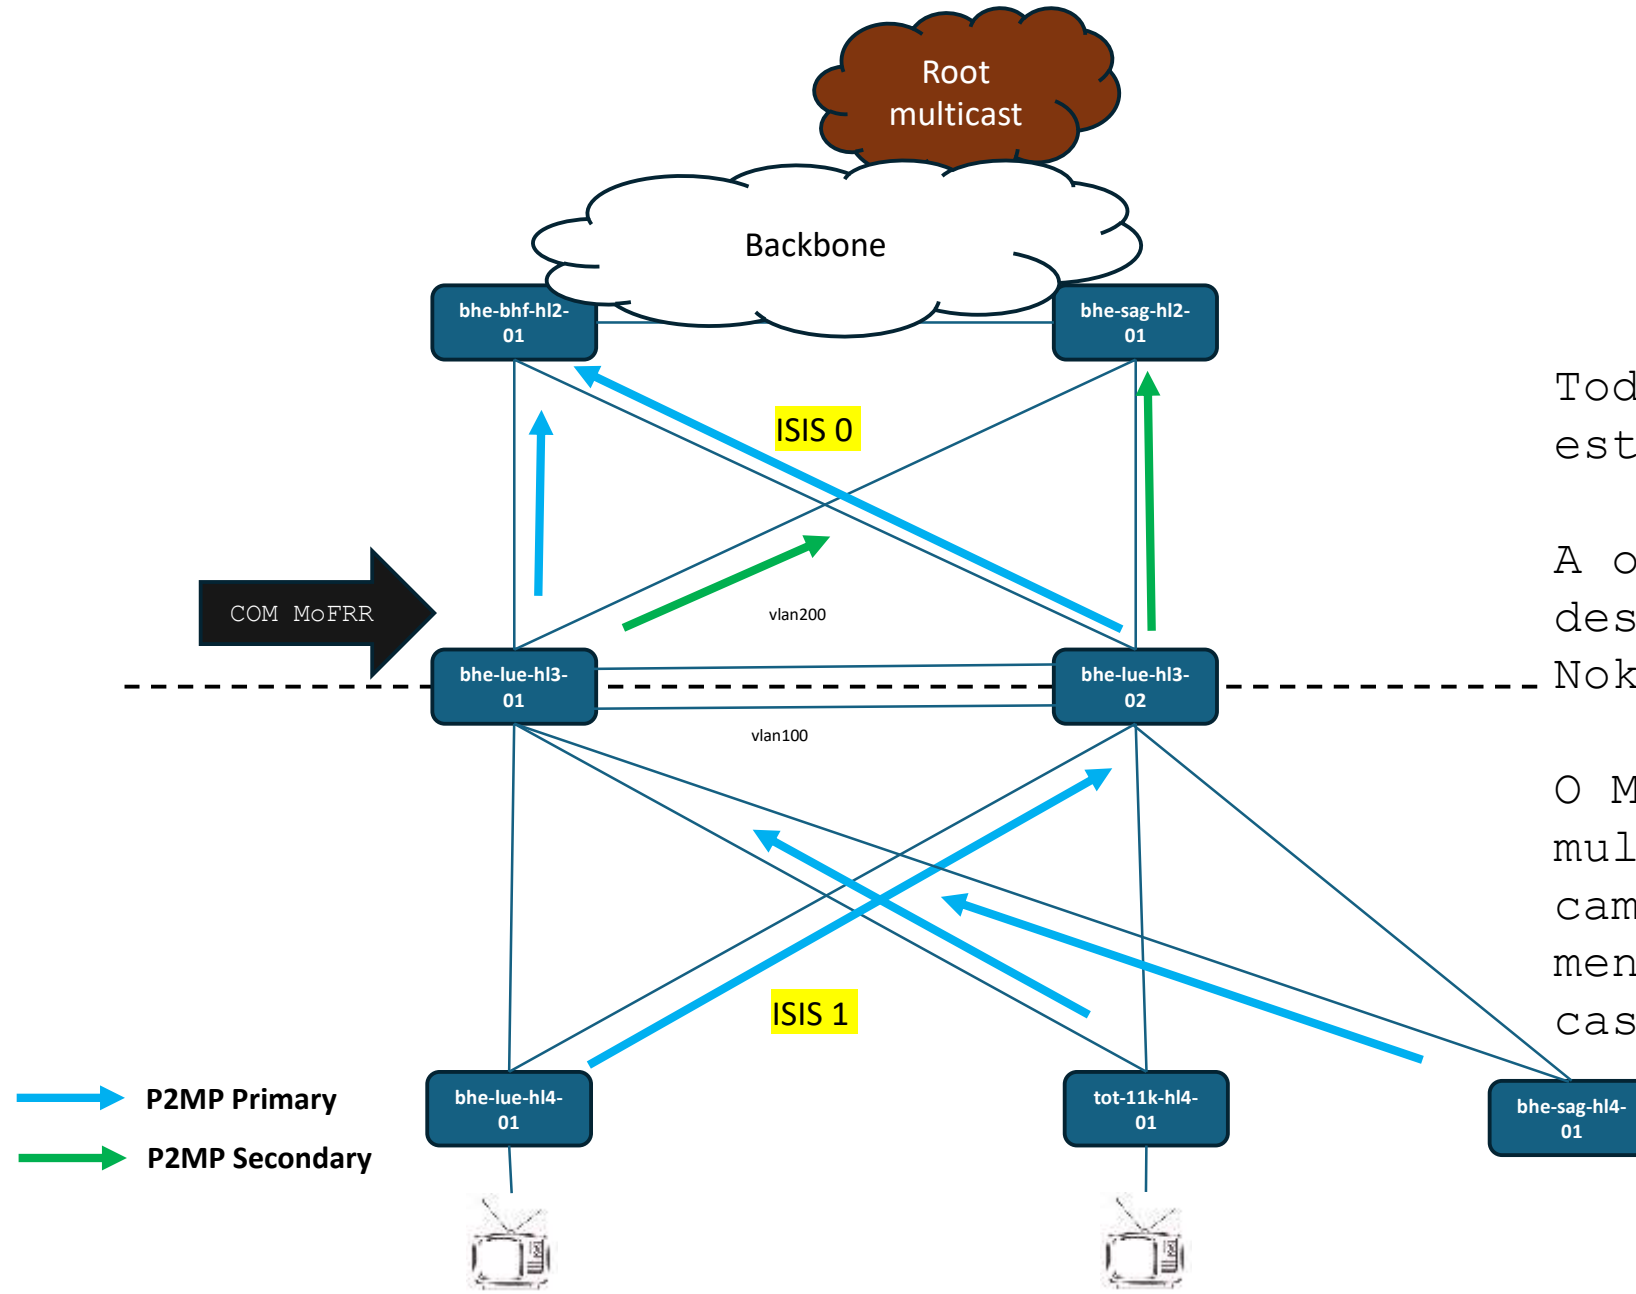 Root
multicast
Backbone
bhe-bhf-hl2-
01
bhe-sag-hl2-
01
ISIS 0
COM MoFRR
vlan200
bhe-lue-hl3-
01
bhe-lue-hl3-
02
vlan100
ISIS 1
P2MP Primary
P2MP Secondary
bhe-lue-hl4-
01
tot-11k-hl4-
01
bhe-sag-hl4-
01
Tod
est
A o
des
Nok
O M
mul
cam
men
cas